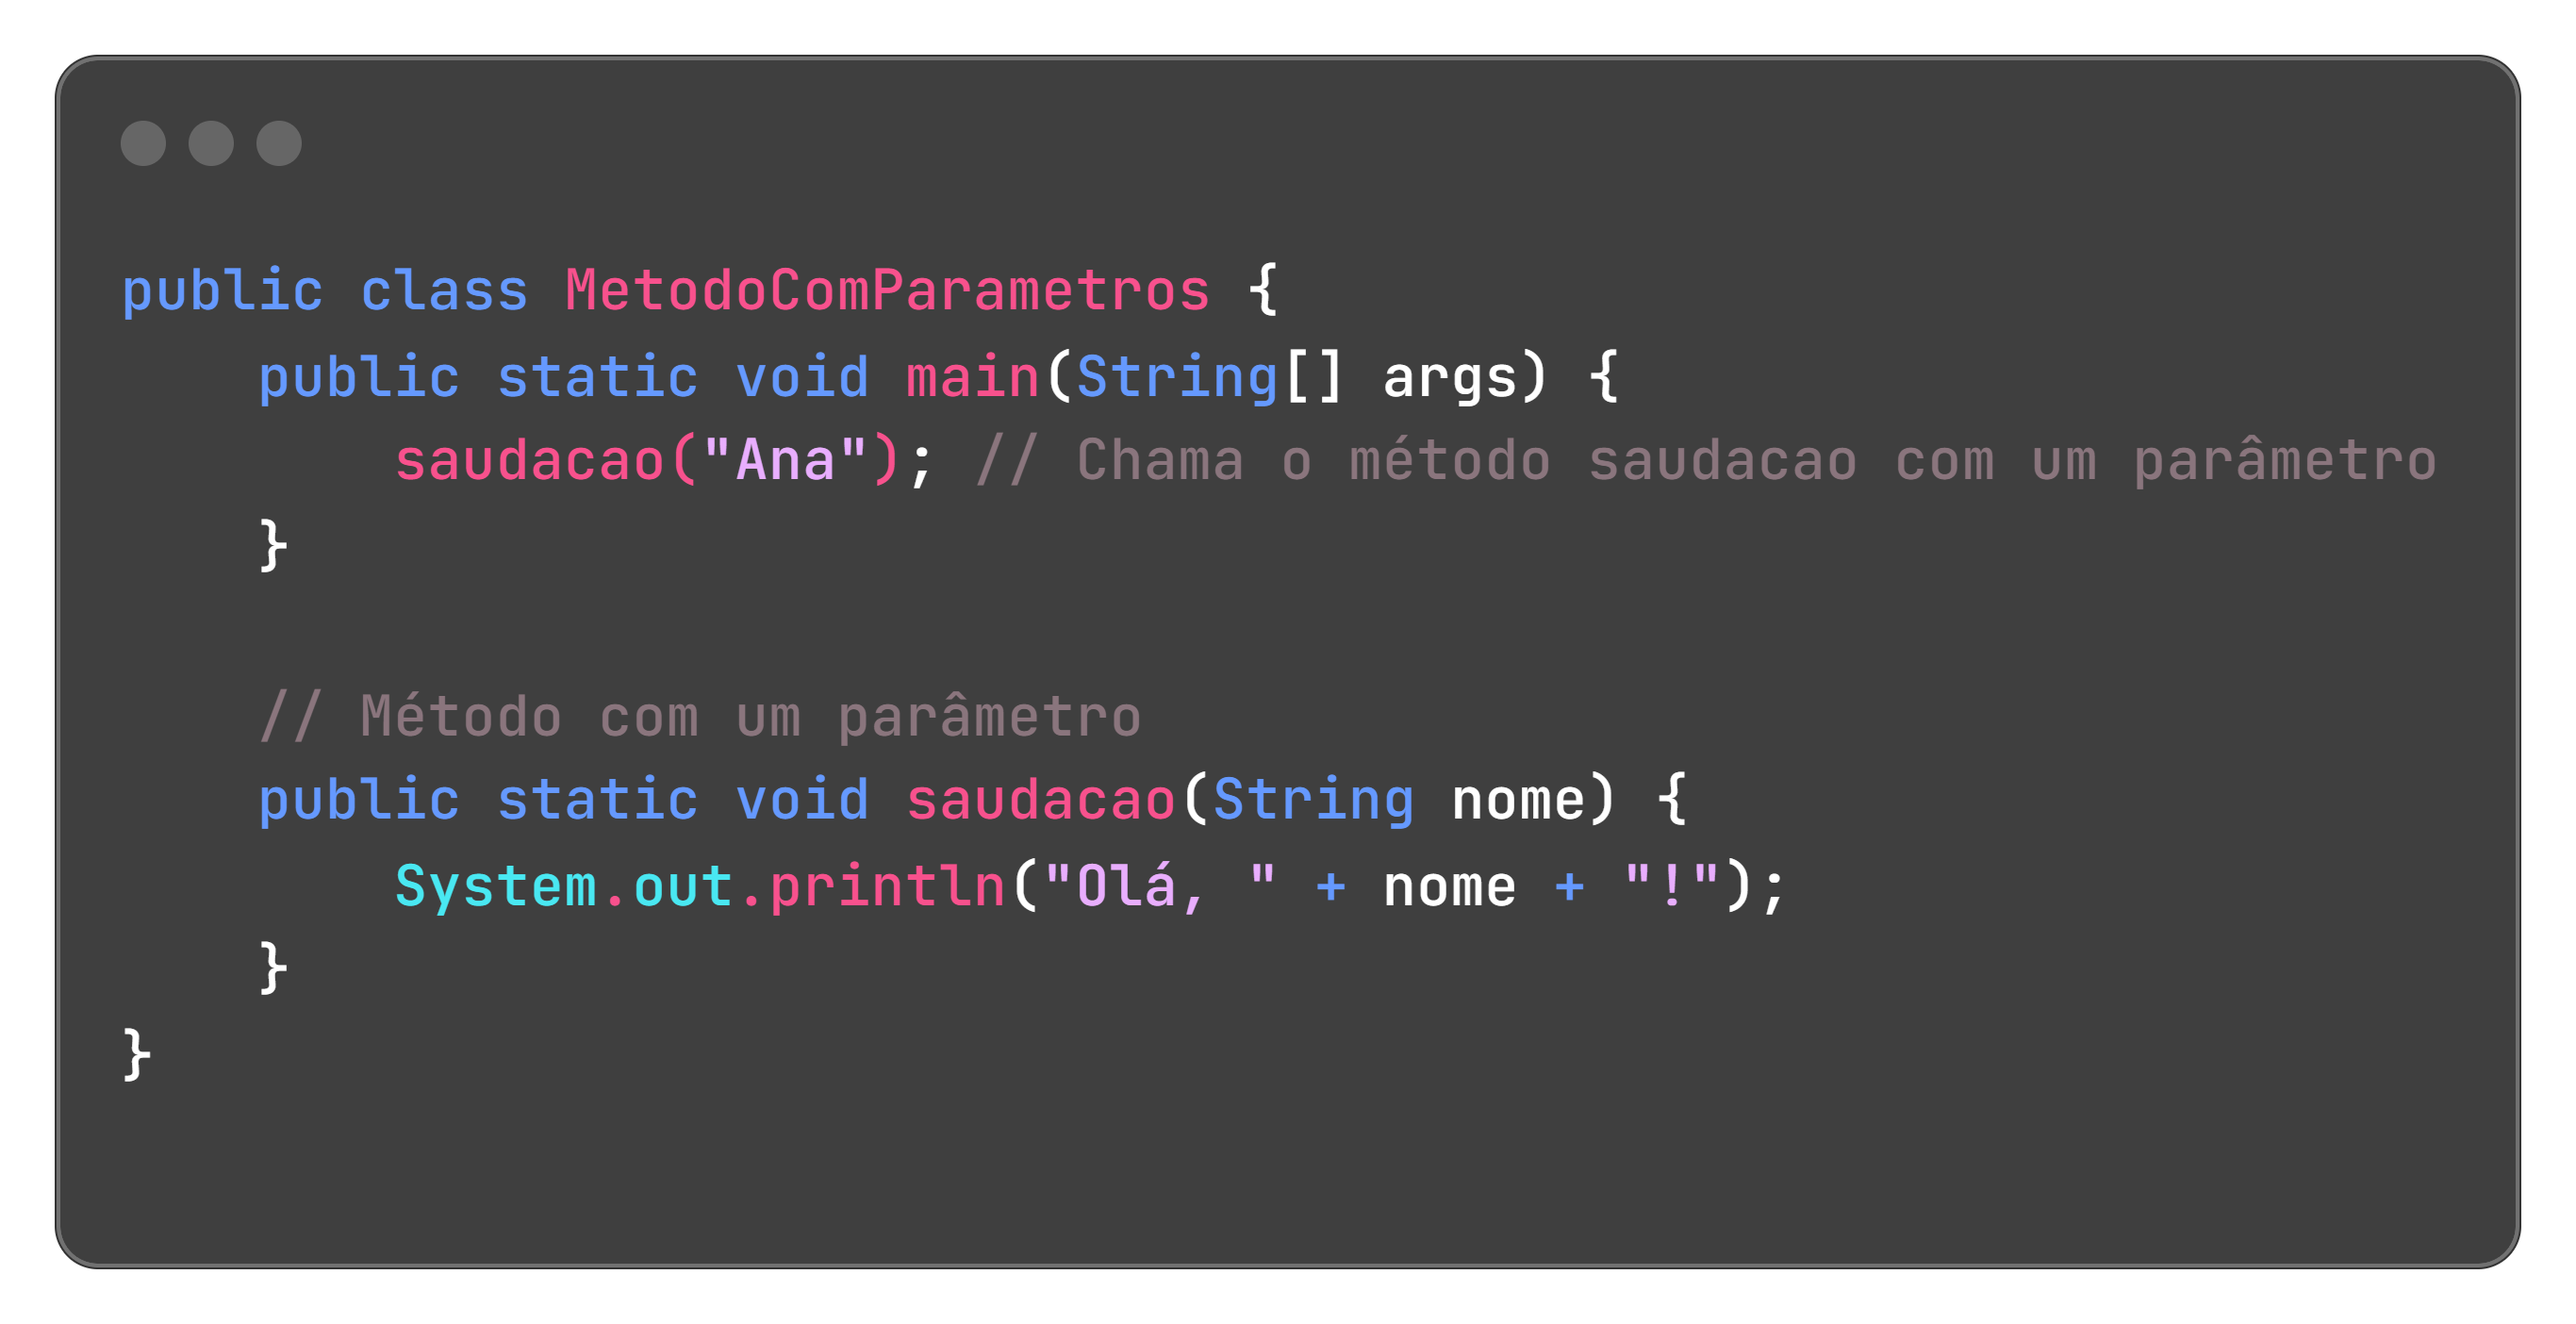 public class MetodoComParametros {
    public static void main(String[] args) {
        saudacao("Ana"); // Chama o método saudacao com um parâmetro
    }

    // Método com um parâmetro
    public static void saudacao(String nome) {
        System.out.println("Olá, " + nome + "!");
    }
}